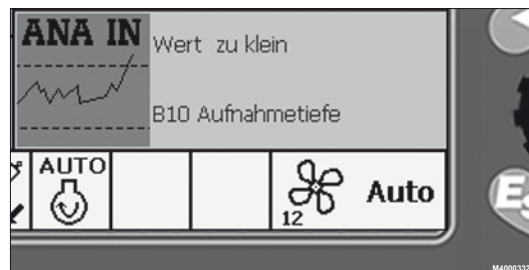 ANA IN
Wert zu klein
B10 Aufnahmetiefe
AUTO
12
Auto